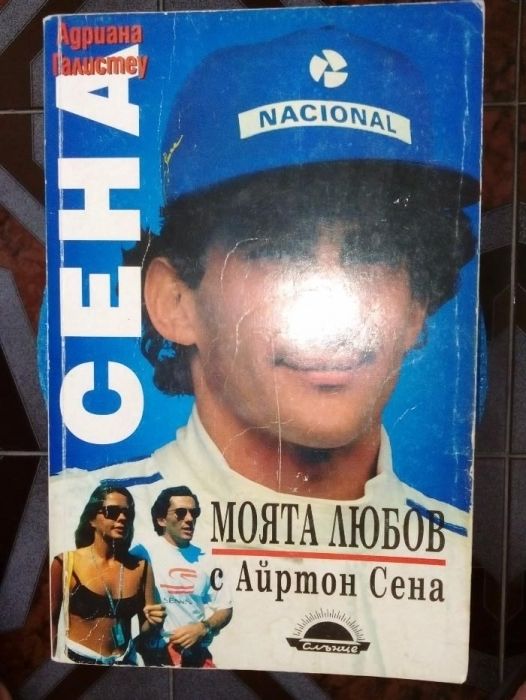 Адриана
Галистеу
СЕНА
NACIONAL
МОЯТА ЛЮБОВ
с Айртон Сена
Слънце